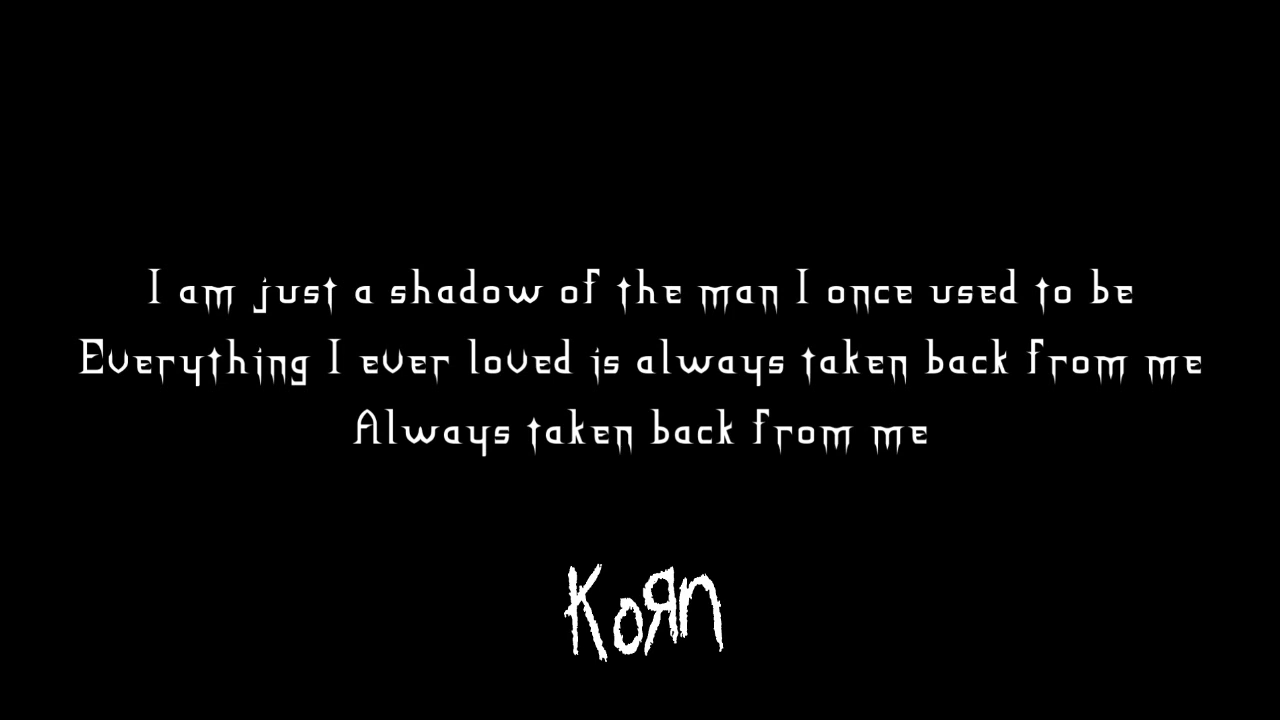 I am just a shadow of the man I once used to be
Everything I ever loved is always taken back from me
Always taken back from me
KoЯn